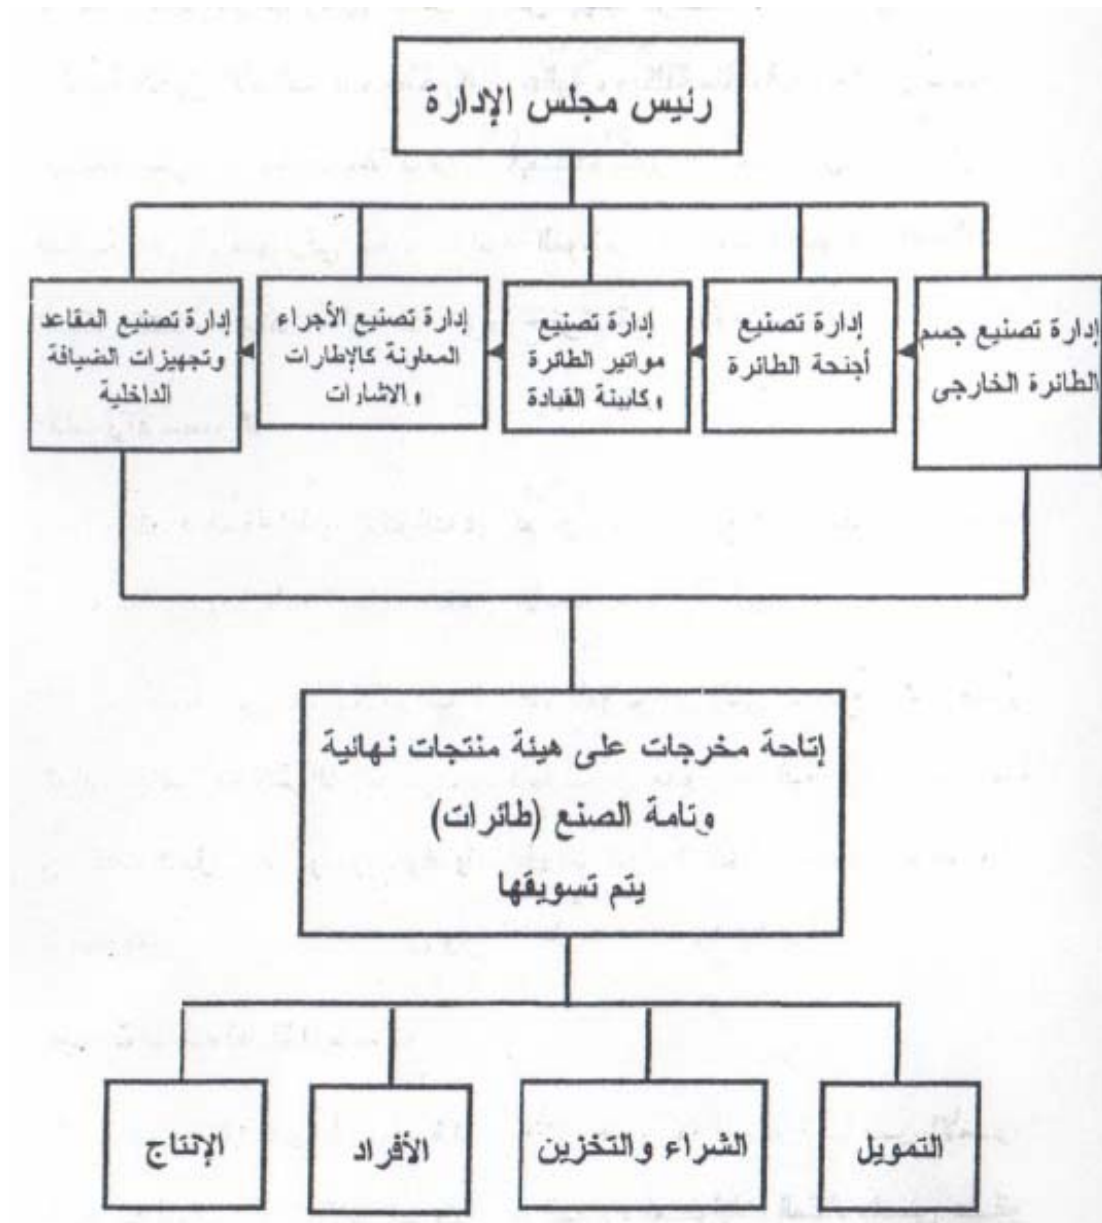 رئيس مجلس الإدارة
إدارة تصنيع جسم
الطائرة الخارجى
إدارة تصنيع
أجنحة الطائرة
إدارة تصنيع
مواتير الطائرة
وكابينة القيادة
إدارة تصنيع الأجراء
المعاونة كالإطارات
والاشارات
إدارة تصنيع المقاعد
وتجهيزات الضيافة
الداخلية
إتاحة مخرجات على هيئة منتجات نهائية
وتامة الصنع (طائرات)
يتم تسويقها
التمويل
الشراء والتخزين
الأفراد
الإنتاج